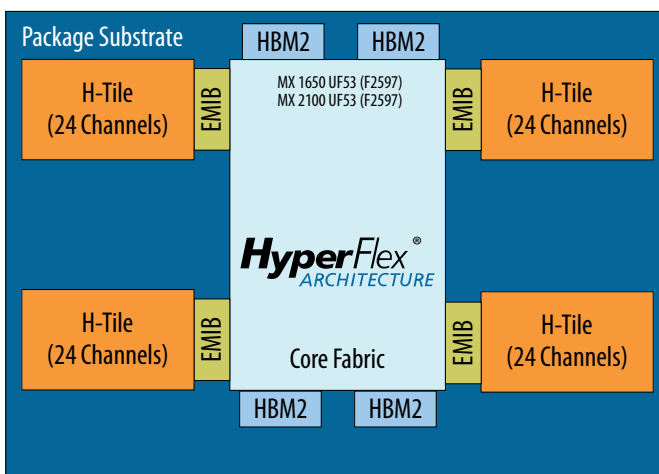 Package Substrate
HBM2
HBM2
H-Tile
(24 Channels)
EMIB
MX 1650 UF53 (F2597)
MX 2100 UF53 (F2597)
EMIB
H-Tile
(24 Channels)
HyperFlex®
ARCHITECTURE
H-Tile
(24 Channels)
EMIB
Core Fabric
EMIB
H-Tile
(24 Channels)
HBM2
HBM2